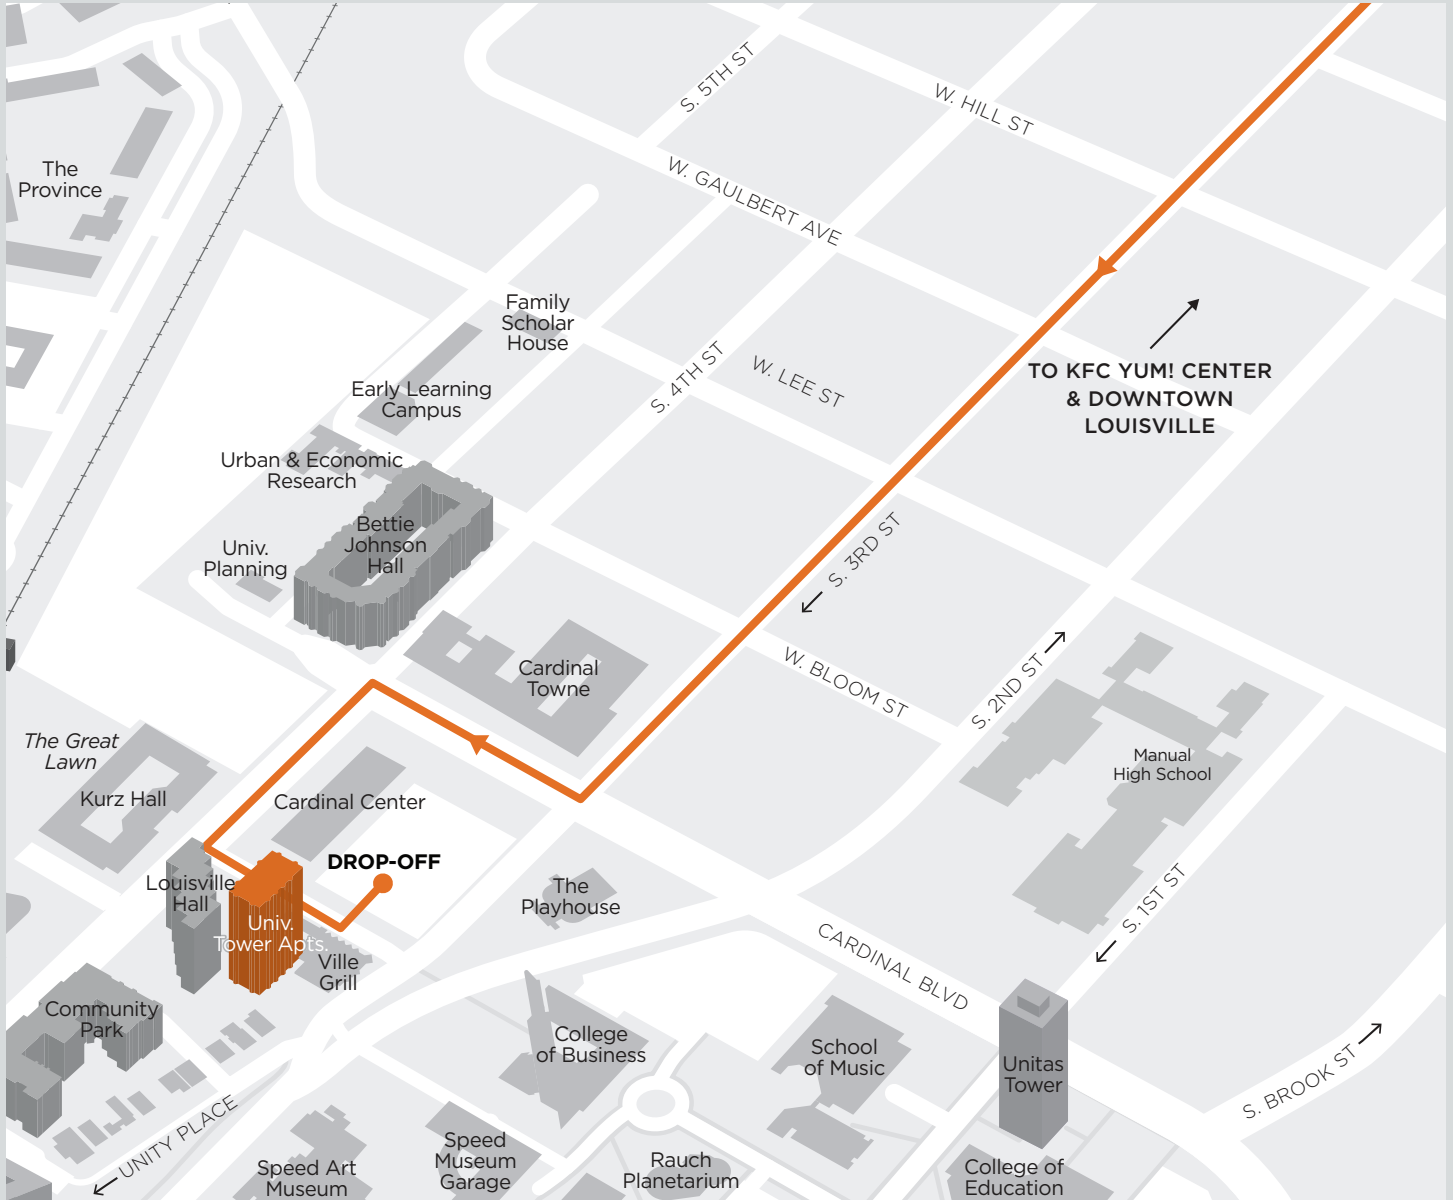 S. 5TH ST
W. HILL ST
The
Province
W. GAULBERT AVE
Family
Scholar
House
TO KFC YUM! CENTER
& DOWNTOWN
LOUISVILLE
S. 4TH ST
W. LEE ST
Early Learning
Campus
Urban & Economic
Research
Bettie
Johnson
Hall
Univ.
Planning
S. 3RD ST
Cardinal
Towne
W. BLOOM ST
S. 2ND ST
Manual
High School
The Great
Lawn
Kurz Hall
Cardinal Center
DROP-OFF
Louisville
Hall
Univ.
Tower Apts.
Ville
Grill
The
Playhouse
S. 1ST ST
CARDINAL BLVD
Community
Park
College
of Business
School
of Music
Unitas
Tower
S. BROOK ST
UNITY PLACE
Speed Art
Museum
Speed
Museum
Garage
Rauch
Planetarium
College of
Education